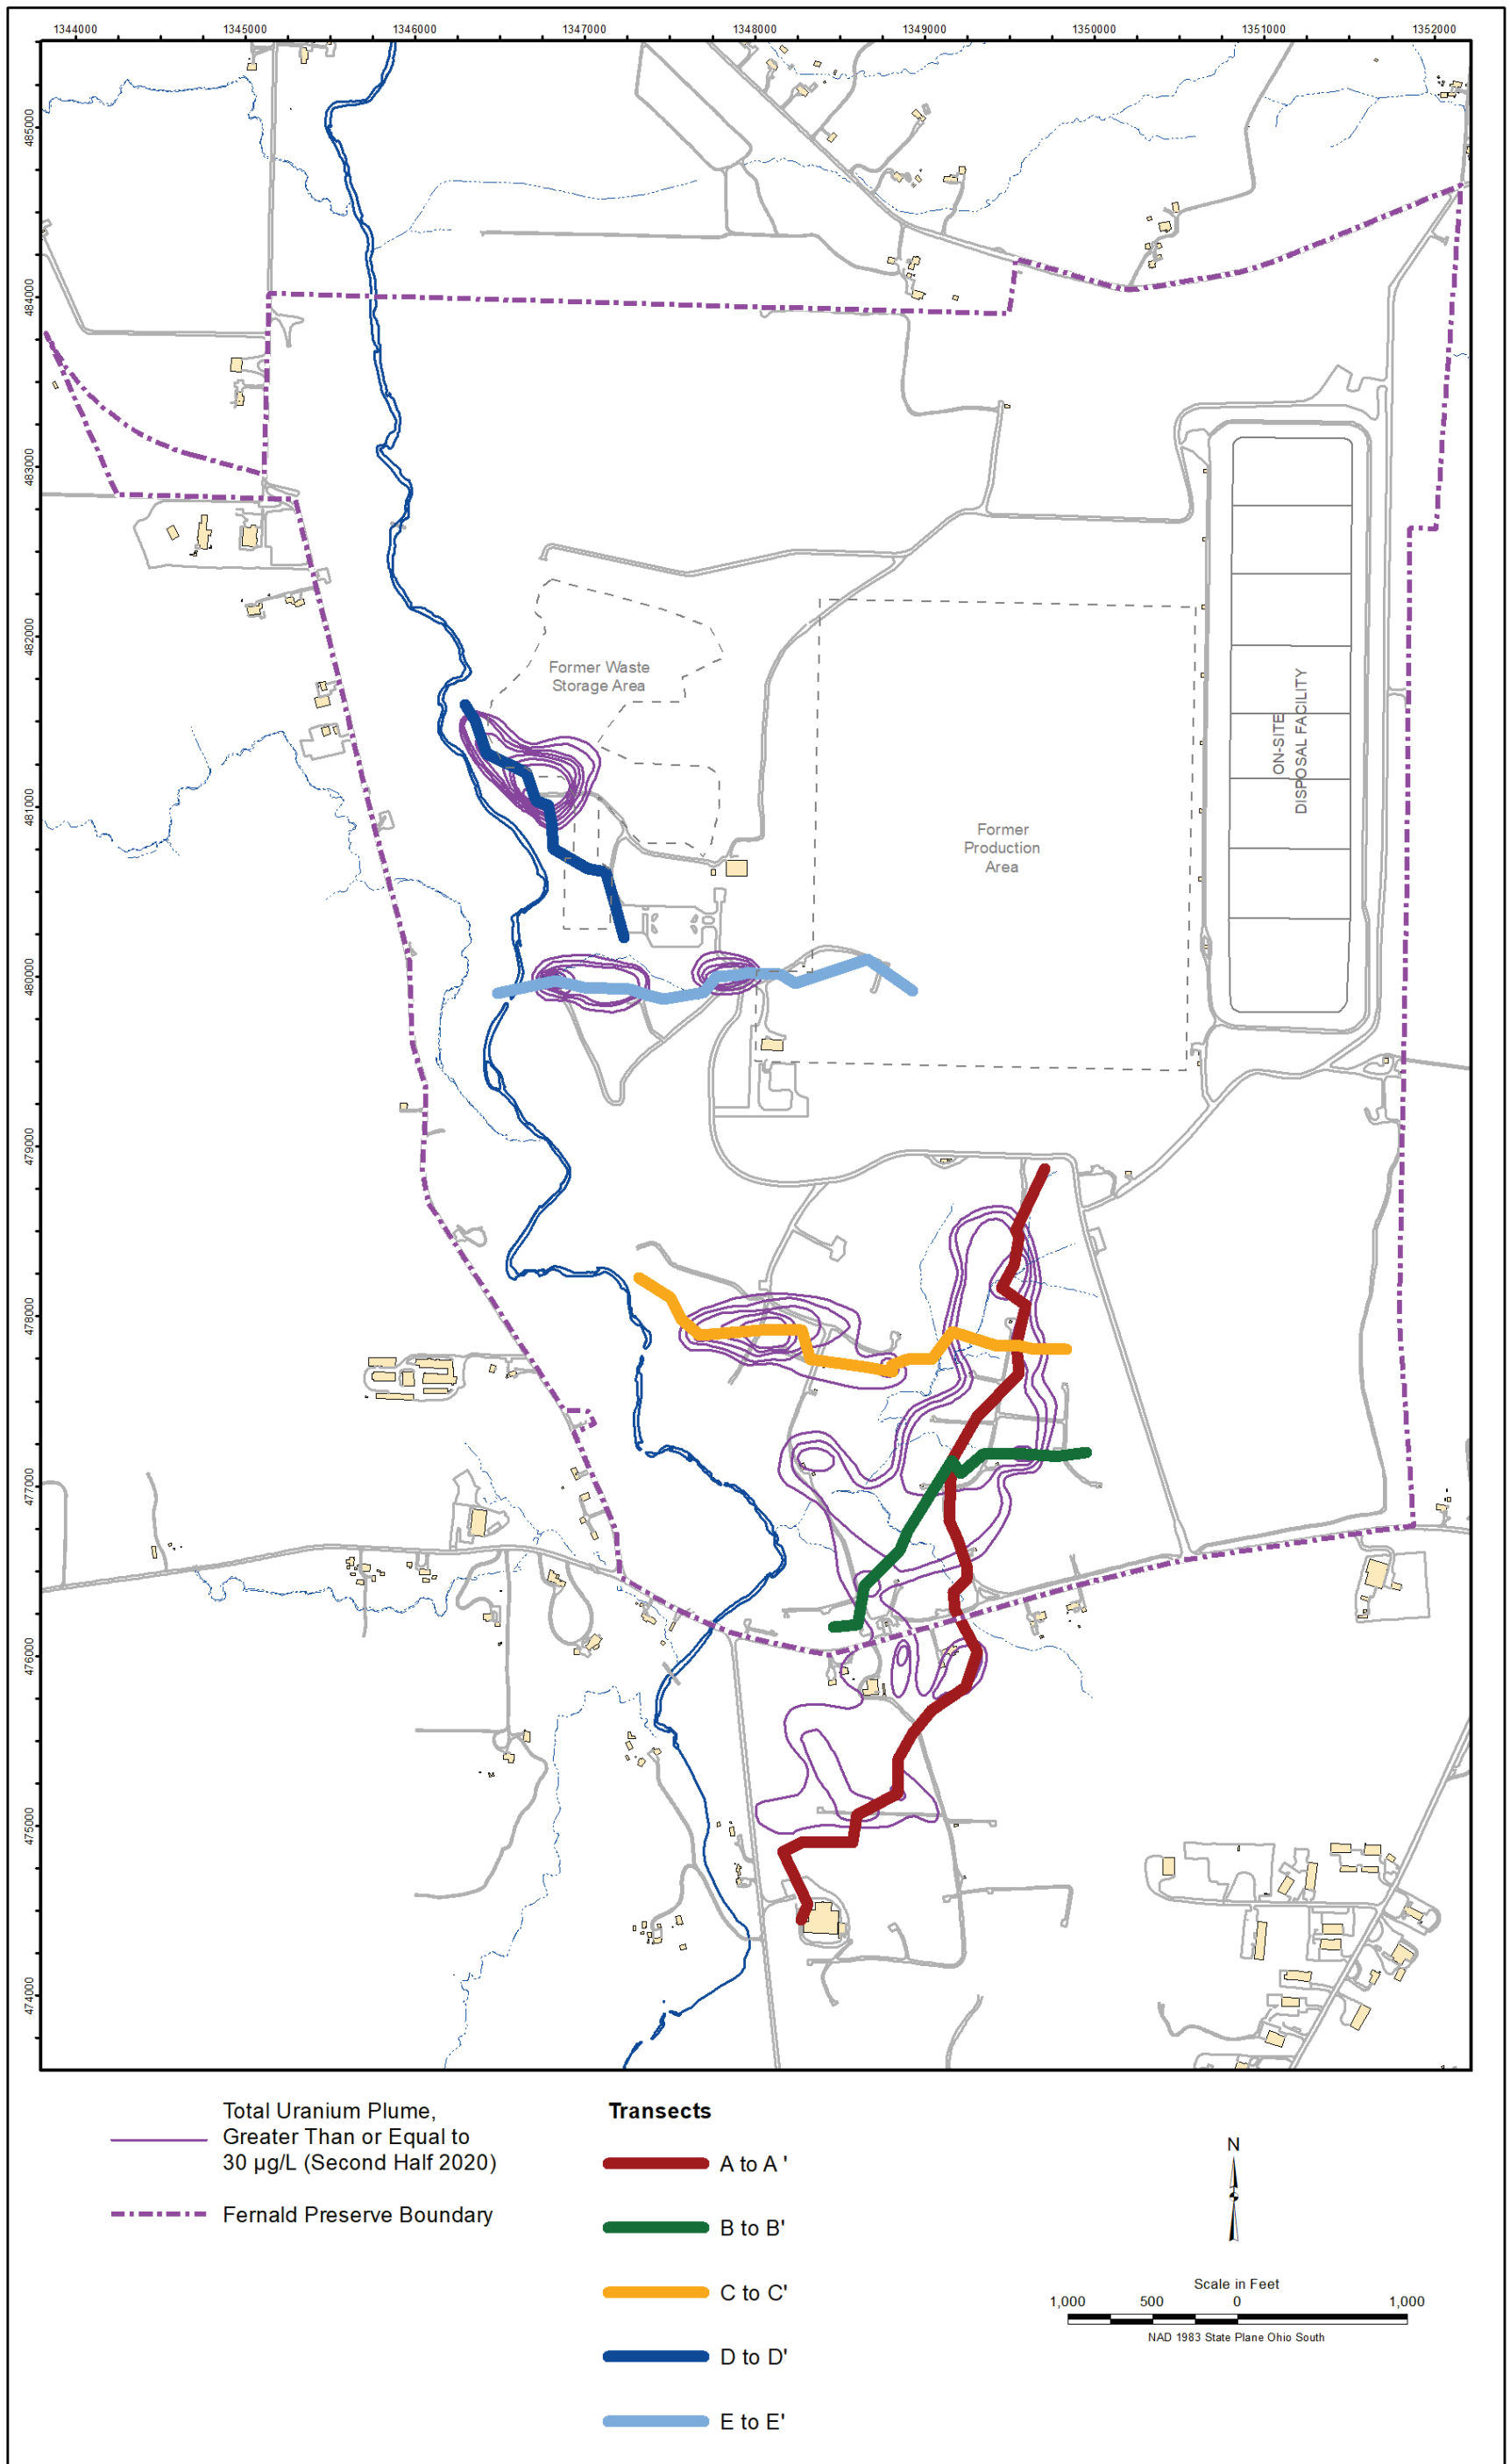 1344000 1345000 1346000 1347000 1348000 1349000 1350000 1351000 1352000
485000
484000
483000
482000
481000
480000
479000
478000
477000
476000
475000
474000
Former Waste
Storage Area
Former
Production
Area
ON-SITE
DISPOSAL FACILITY
Total Uranium Plume,
Greater Than or Equal to
30 µg/L (Second Half 2020)
Fernald Preserve Boundary
Transects
A to A '
B to B'
C to C'
D to D'
E to E'
N
Scale in Feet
1,000 500 0 1,000
NAD 1983 State Plane Ohio South